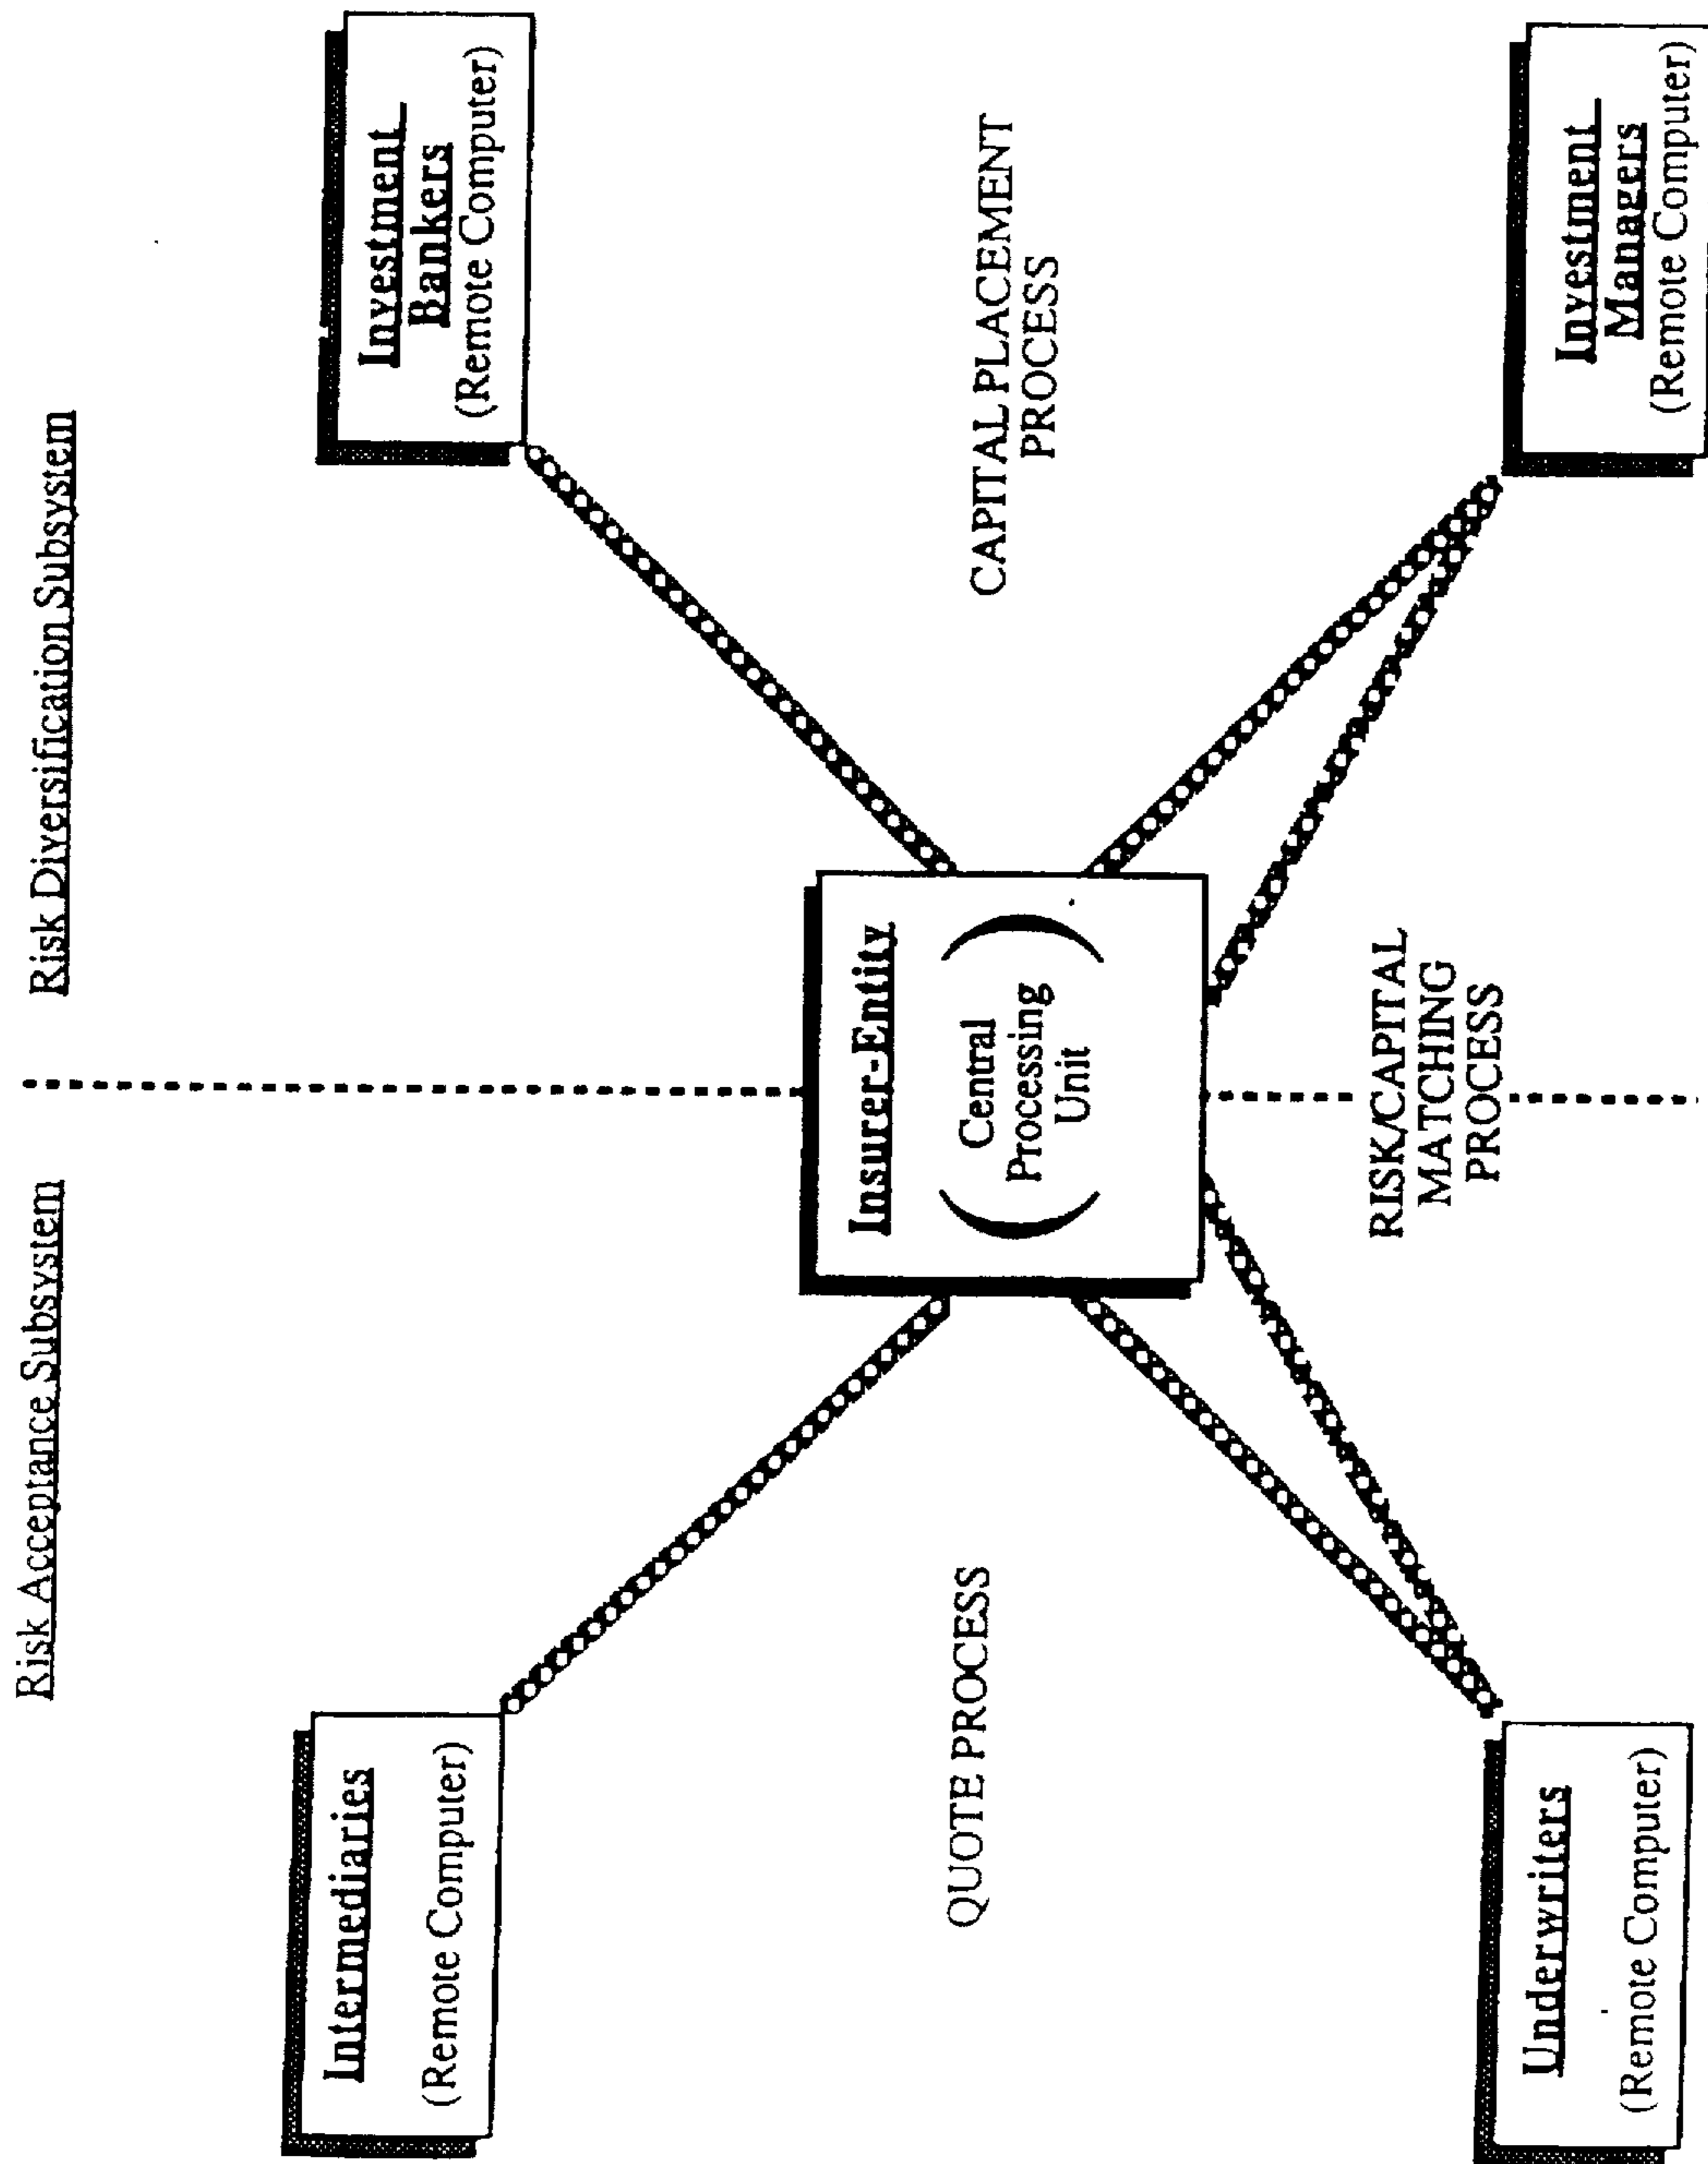 Risk Acceptance Subsystem
Risk Diversification Subsystem
Intermediaries
(Remote Computer)
Investment
Bankers
(Remote Computer)
Insurer-Entity
(Central
Processing
Unit)
QUOTE PROCESS
CAPITAL PLACEMENT
PROCESS
RISK/CAPITAL
MATCHING
PROCESS
Underwriters
(Remote Computer)
Investment
Managers
(Remote Computer)